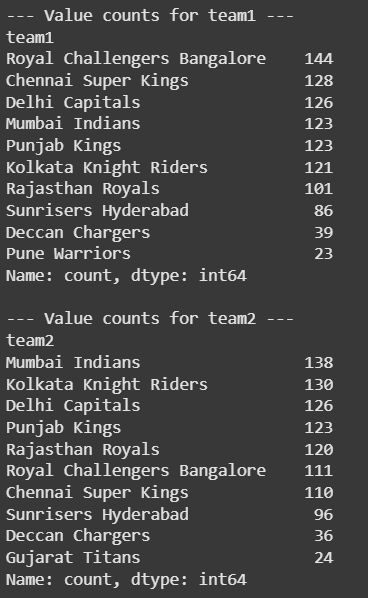 --- Value counts for team1 ---
team1
Royal Challengers Bangalore    144
Chennai Super Kings            128
Delhi Capitals                 126
Mumbai Indians                 123
Punjab Kings                   123
Kolkata Knight Riders          121
Rajasthan Royals               101
Sunrisers Hyderabad             86
Deccan Chargers                 39
Pune Warriors                   23
Name: count, dtype: int64

--- Value counts for team2 ---
team2
Mumbai Indians                 138
Kolkata Knight Riders          130
Delhi Capitals                 126
Punjab Kings                   123
Rajasthan Royals               120
Royal Challengers Bangalore    111
Chennai Super Kings            110
Sunrisers Hyderabad             96
Deccan Chargers                 36
Gujarat Titans                  24
Name: count, dtype: int64